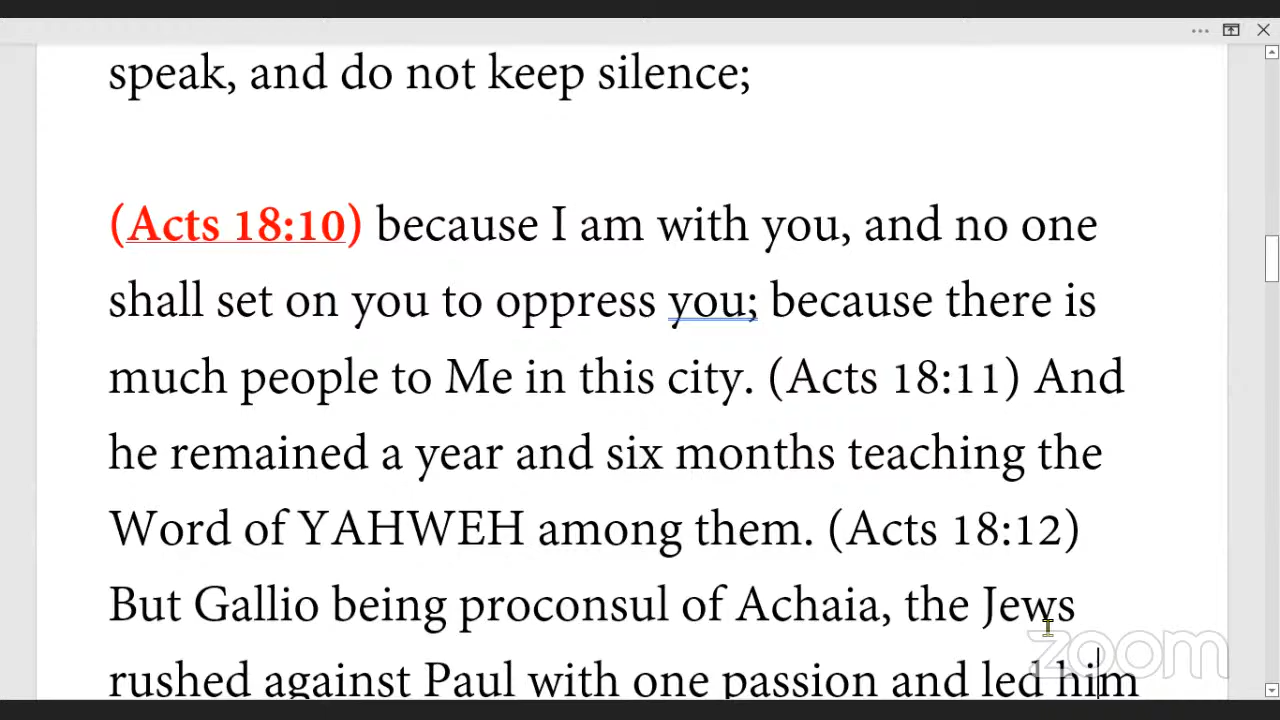 speak, and do not keep silence;
(Acts 18:10) because I am with you, and no one
shall set on you to oppress you; because there is
much people to Me in this city. (Acts 18:11) And
he remained a year and six months teaching the
Word of YAHWEH among them. (Acts 18:12)
But Gallio being proconsul of Achaia, the Jews
rushed against Paul with one passion and led him
zoom